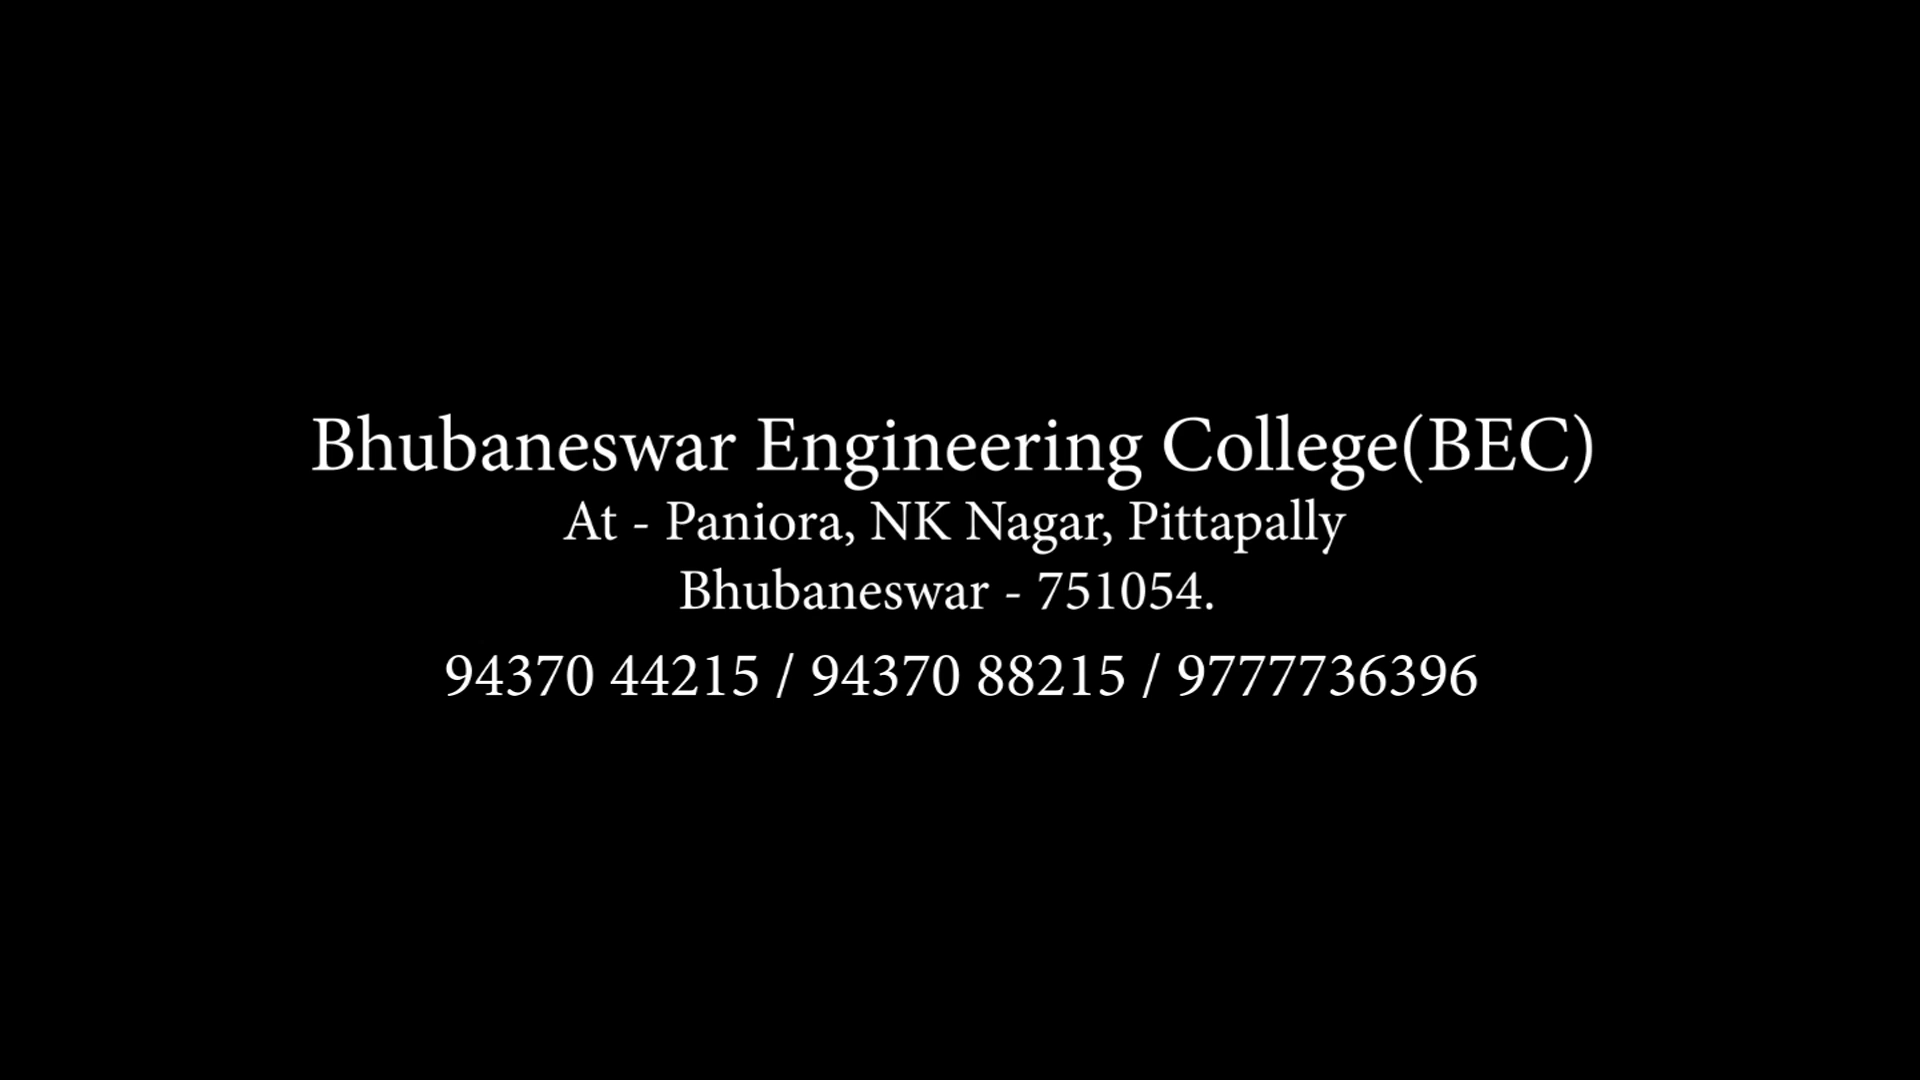 Bhubaneswar Engineering College(BEC)
At - Paniora, NK Nagar, Pittapally
Bhubaneswar - 751054.
94370 44215 / 94370 88215 / 9777736396